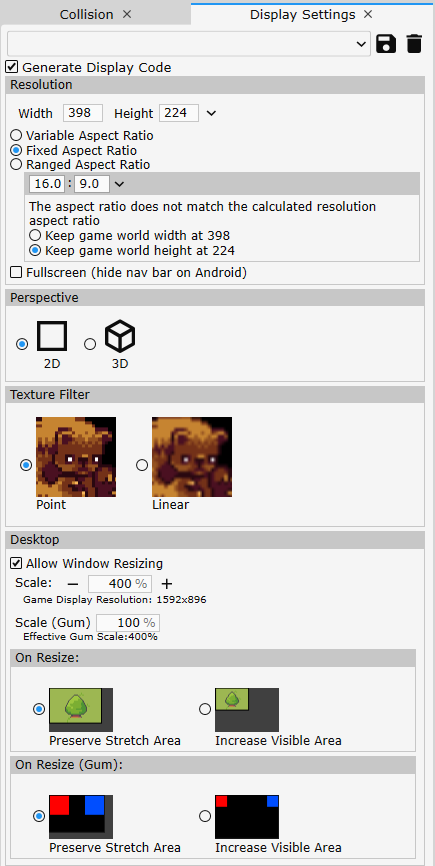 Collision × Display Settings ×
Generate Display Code
Resolution
Width 398 Height 224
Variable Aspect Ratio
Fixed Aspect Ratio
Ranged Aspect Ratio
16.0 : 9.0
The aspect ratio does not match the calculated resolution
aspect ratio
Keep game world width at 398
Keep game world height at 224
Fullscreen (hide nav bar on Android)
Perspective
2D 3D
Texture Filter
Point Linear
Desktop
Allow Window Resizing
Scale: − 400 % +
Game Display Resolution: 1592x896
Scale (Gum) 100 %
Effective Gum Scale:400%
On Resize:
Preserve Stretch Area Increase Visible Area
On Resize (Gum):
Preserve Stretch Area Increase Visible Area